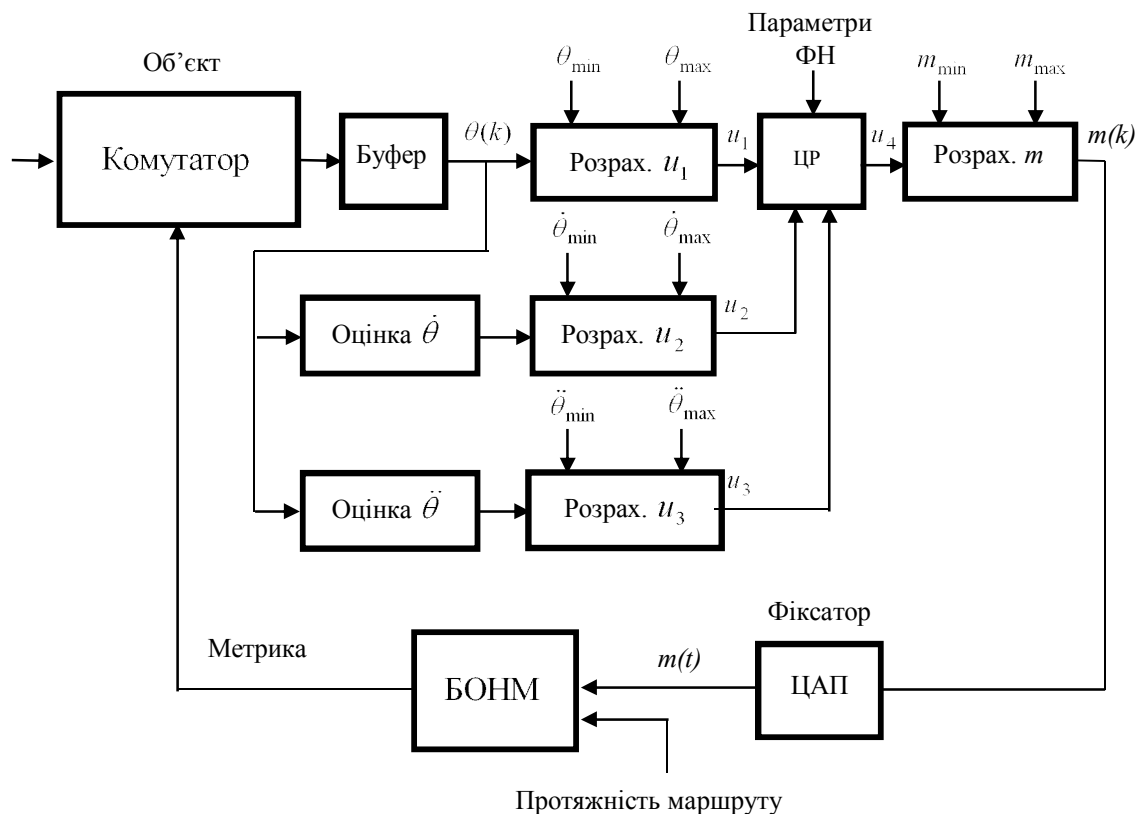 Параметри
ФН
Об’єкт
θmin
θmax
mmin
mmax
Комутатор
Буфер
θ(k)
Розрах. u1
u1
ЦР
u4
Розрах. m
m(k)
θ̇min
θ̇max
Оцінка θ̇
Розрах. u2
u2
θ̈min
θ̈max
Оцінка θ̈
Розрах. u3
u3
Фіксатор
Метрика
БОНМ
m(t)
ЦАП
Протяжність маршруту